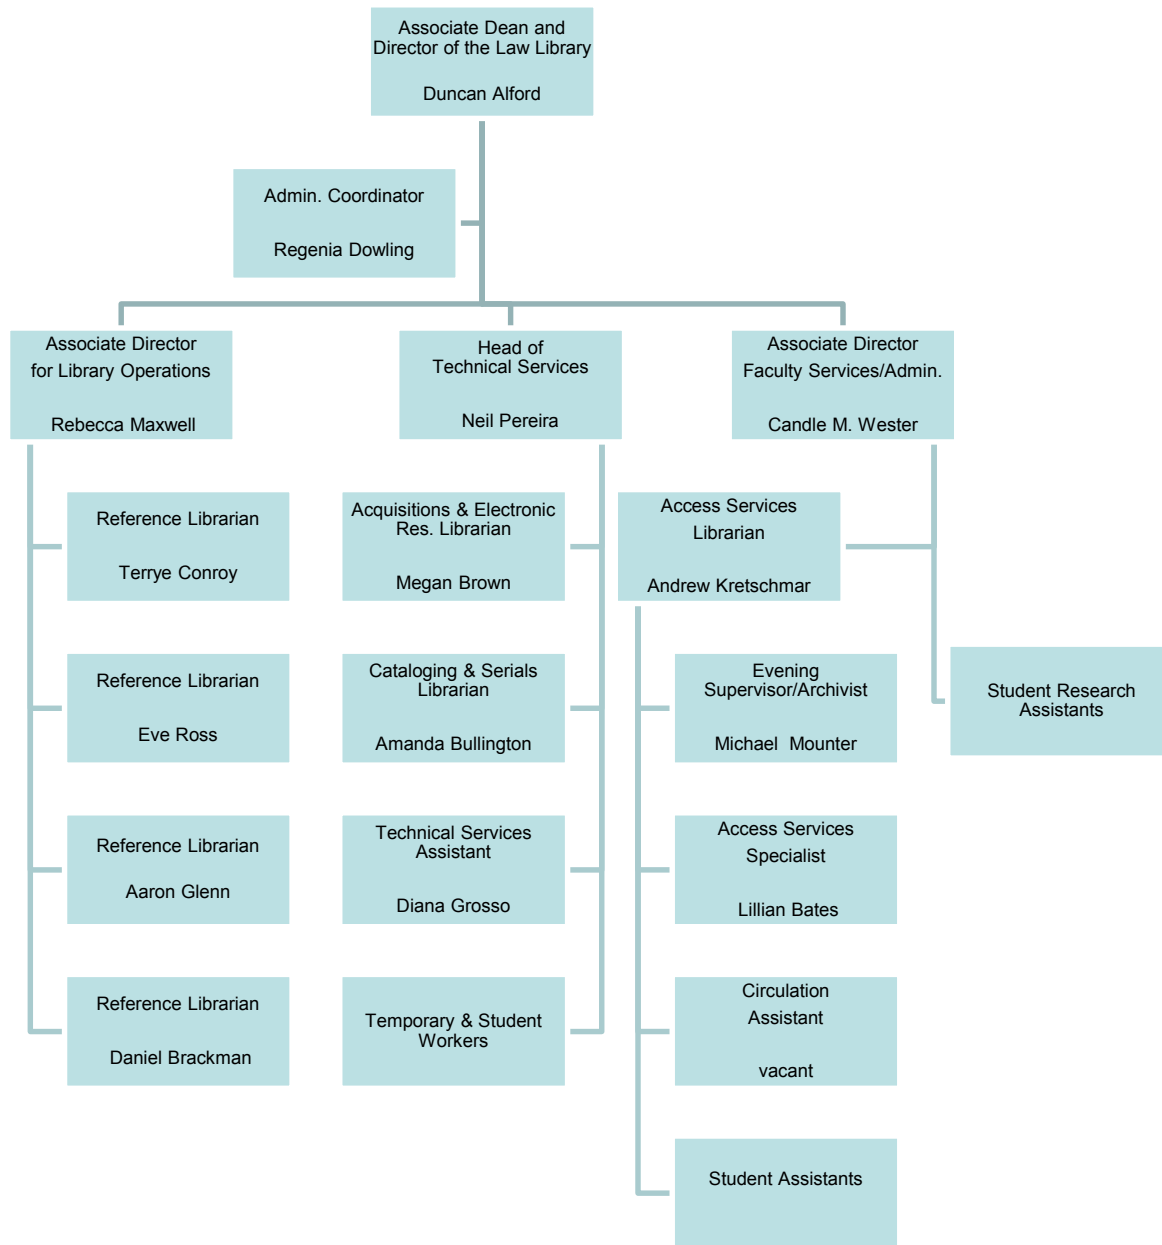 Associate Dean and
Director of the Law Library
Duncan Alford
Admin. Coordinator
Regenia Dowling
Associate Director
for Library Operations
Rebecca Maxwell
Head of
Technical Services
Neil Pereira
Associate Director
Faculty Services/Admin.
Candle M. Wester
Reference Librarian
Terrye Conroy
Reference Librarian
Eve Ross
Reference Librarian
Aaron Glenn
Reference Librarian
Daniel Brackman
Acquisitions & Electronic
Res. Librarian
Megan Brown
Cataloging & Serials
Librarian
Amanda Bullington
Technical Services
Assistant
Diana Grosso
Temporary & Student
Workers
Access Services
Librarian
Andrew Kretschmar
Evening
Supervisor/Archivist
Michael Mounter
Access Services
Specialist
Lillian Bates
Circulation
Assistant
vacant
Student Assistants
Student Research
Assistants